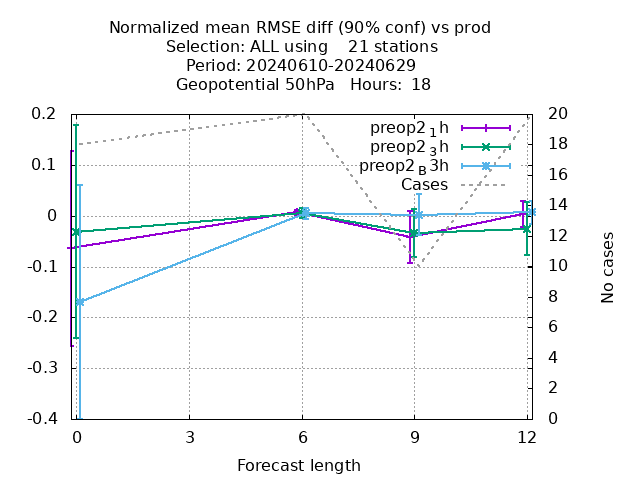 Normalized mean RMSE diff (90% conf) vs prod
Selection: ALL using    21 stations
Period: 20240610-20240629
Geopotential 50hPa   Hours: 18
0.2
0.1
0
-0.1
-0.2
-0.3
-0.4
20
18
16
14
12
10
8
6
4
2
0
preop2 1h
preop2 3h
preop2 B3h
Cases
No cases
0 3 6 9 12
Forecast length